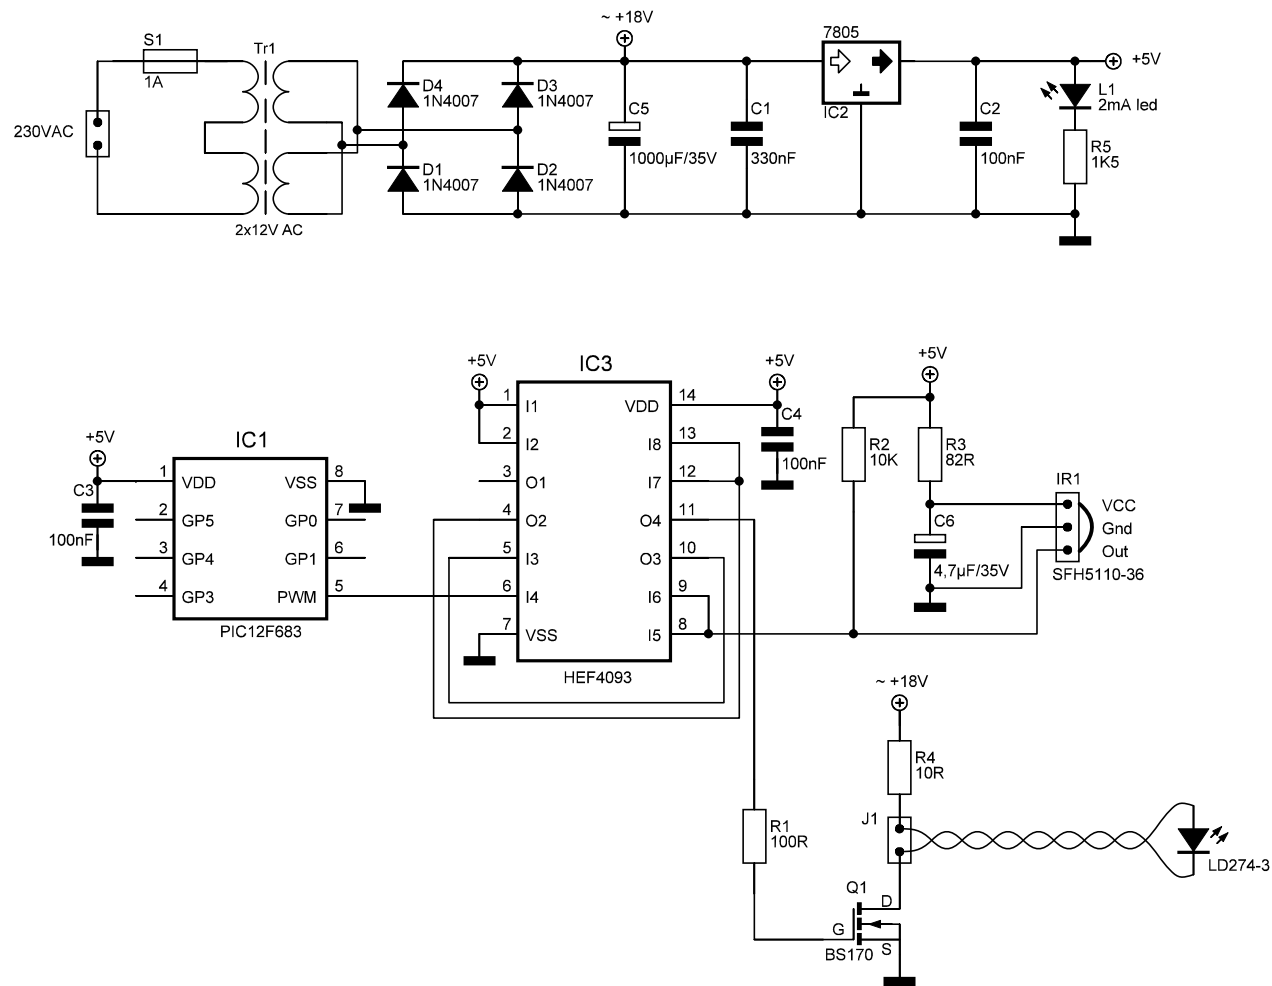 ~ +18V
7805
S1
Tr1
+5V
1A
D4
1N4007
D3
1N4007
L1
2mA led
C5
C1
IC2
C2
230VAC
1000µF/35V
330nF
100nF
R5
1K5
D1
1N4007
D2
1N4007
2x12V AC
+5V
IC3
+5V
+5V
1
I1
VDD
14
C4
2
I2
I8
13
100nF
R2
10K
R3
82R
+5V
IC1
3
O1
I7
12
IR1
C3
1
VDD
VSS
8
VCC
100nF
2
GP5
GP0
7
4
O2
O4
11
C6
Gnd
3
GP4
GP1
6
5
I3
O3
10
Out
4,7µF/35V
SFH5110-36
4
GP3
PWM
5
6
I4
I6
9
PIC12F683
7
VSS
I5
8
HEF4093
~ +18V
R4
10R
J1
R1
100R
LD274-3
Q1
D
G
S
BS170